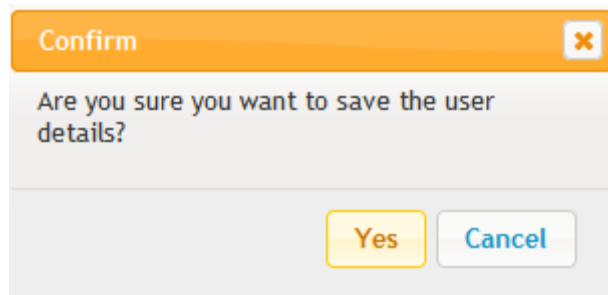 Confirm
Are you sure you want to save the user
details?
Yes
Cancel